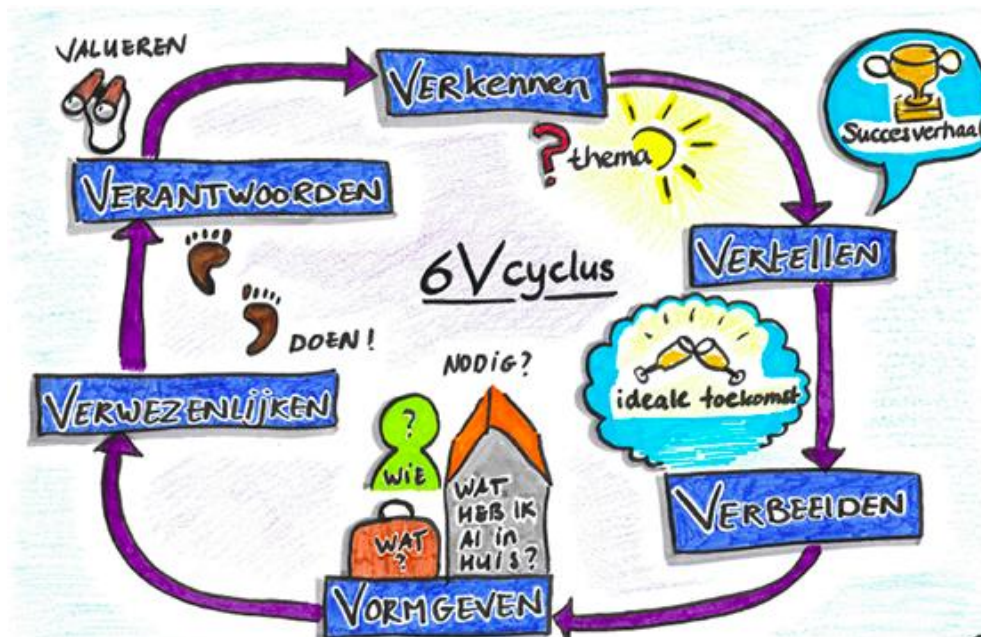 VALUEREN
VERKENNEN
? thema
Succesverhaal
VERANTWOORDEN
VERTELLEN
6V cyclus
DOEN!
NODIG?
ideale toekomst
VERWEZENLIJKEN
?
WIE
WAT
HEB IK
AL in
HUIS?
WAT
?
VERBEELDEN
VORMGEVEN